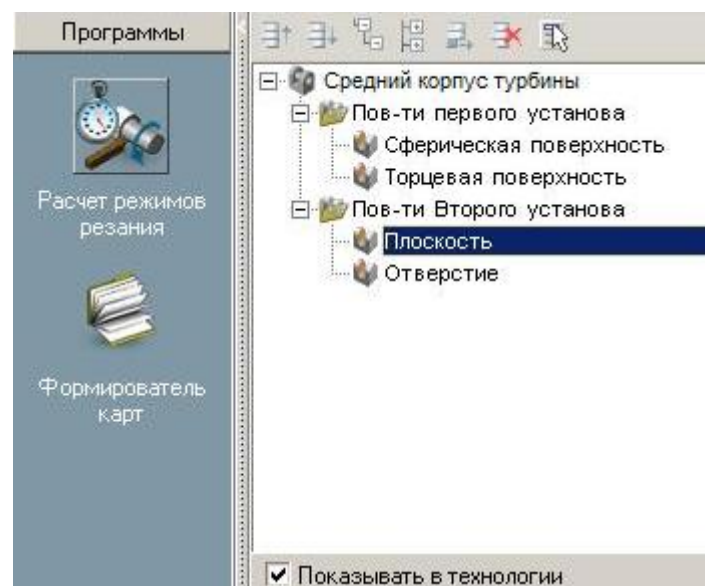 Программы
Расчет режимов
резания
Формирователь
карт
Средний корпус турбины
Пов-ти первого установа
Сферическая поверхность
Торцевая поверхность
Пов-ти Второго установа
Плоскость
Отверстие
Показывать в технологии